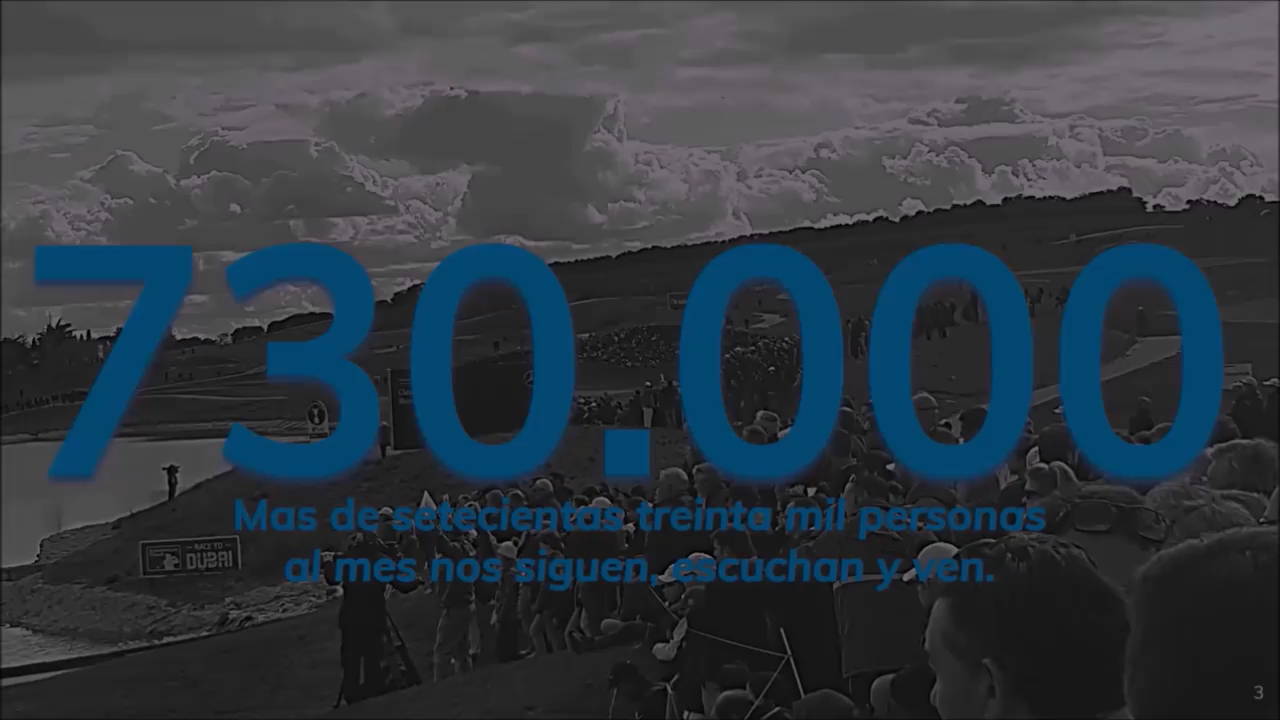 730.000
Mas de setecientas treinta mil personas
al mes nos siguen, escuchan y ven.
RACE TO
DUBAI
3